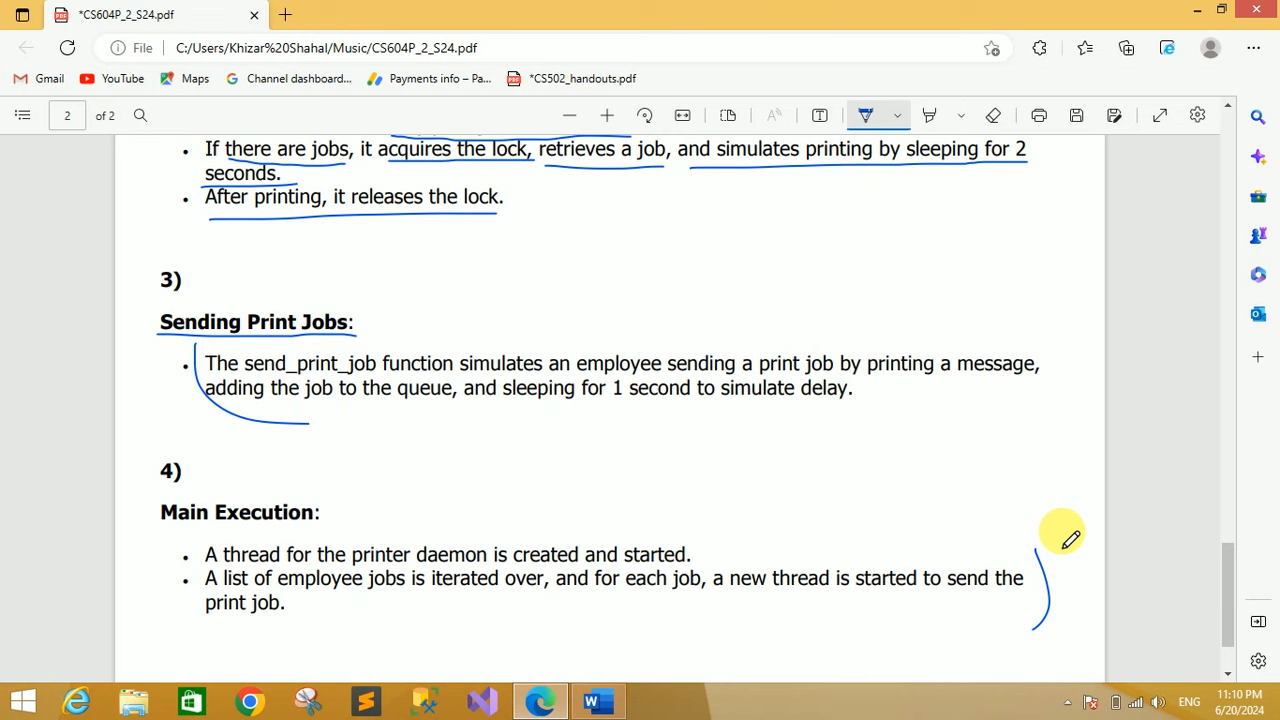 *CS604P_2_S24.pdf
File C:/Users/Khizar%20Shahal/Music/CS604P_2_S24.pdf
Gmail YouTube Maps Channel dashboard... Payments info – Pa... *CS502_handouts.pdf
2 of 2
• If there are jobs, it acquires the lock, retrieves a job, and simulates printing by sleeping for 2
seconds.
• After printing, it releases the lock.
3)
Sending Print Jobs:
• The send_print_job function simulates an employee sending a print job by printing a message,
adding the job to the queue, and sleeping for 1 second to simulate delay.
4)
Main Execution:
• A thread for the printer daemon is created and started.
• A list of employee jobs is iterated over, and for each job, a new thread is started to send the
print job.
ENG
11:10 PM
6/20/2024